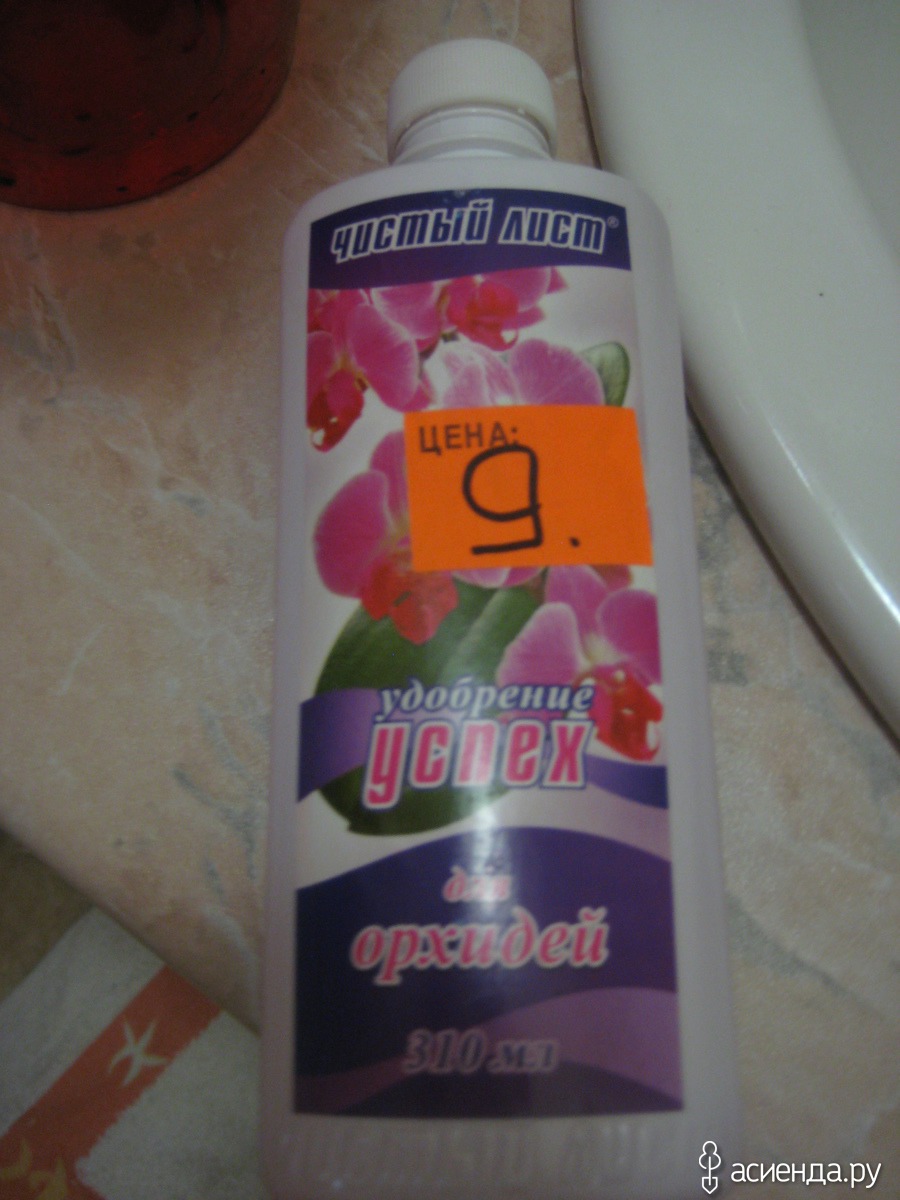 чистый лист®
ЦЕНА:
9.
удобрение
успех
для
орхидей
310 мл
асиенда.ру